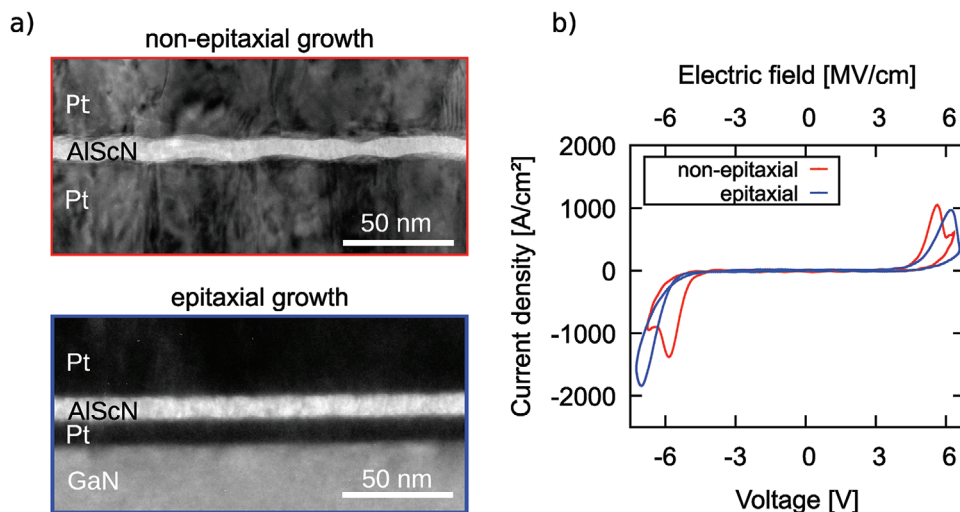 a)
non-epitaxial growth
Pt
AlScN
Pt
50 nm
epitaxial growth
Pt
AlScN
Pt
GaN
50 nm
b)
Electric field [MV/cm]
-6 -3 0 3 6
2000
1000
0
-1000
-2000
Current density [A/cm²]
non-epitaxial
epitaxial
-6 -3 0 3 6
Voltage [V]